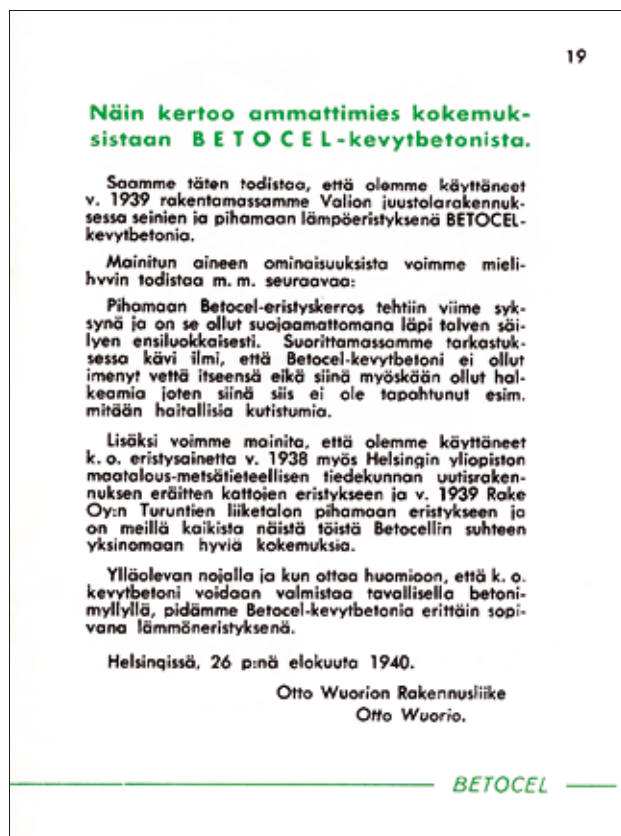 19
Näin kertoo ammattimies kokemuk-
sistaan BETOCEL-kevytbetonista.
Saamme täten todistaa, että olemme käyttäneet
v. 1939 rakentamassamme Valion juustolarakennuk-
sessa seinien ja pihamaan lämpöeristyksenä BETOCEL-
kevytbetonia.
Mainitun aineen ominaisuuksista voimme mieli-
hyvin todistaa m. m. seuraavaa:
Pihamaan Betocel-eristyskerros tehtiin viime syk-
synä ja on se ollut suojaamattomana läpi talven säi-
lyen ensiluokkaisesti. Suorittamassamme tarkastuk-
sessa kävi ilmi, että Betocel-kevytbetoni ei ollut
imenyt vettä itseensä eikä siinä myöskään ollut hal-
keamia joten siinä siis ei ole tapahtunut esim.
mitään haitallisia kutistumia.
Lisäksi voimme mainita, että olemme käyttäneet
k. o. eristysainetta v. 1938 myös Helsingin yliopiston
maatalous-metsätieteellisen tiedekunnan uutisraken-
nuksen eräitten kattojen eristykseen ja v. 1939 Rake
Oy:n Turuntien liiketalon pihamaan eristykseen ja
on meillä kaikista näistä töistä Betocellin suhteen
yksinomaan hyviä kokemuksia.
Ylläolevan nojalla ja kun ottaa huomioon, että k. o.
kevytbetoni voidaan valmistaa tavallisella betoni-
myllyllä, pidämme Betocel-kevytbetonia erittäin sopi-
vana lämmöneristyksenä.
Helsingissä, 26 p:nä elokuuta 1940.
Otto Wuorion Rakennusliike
Otto Wuorio.
BETOCEL